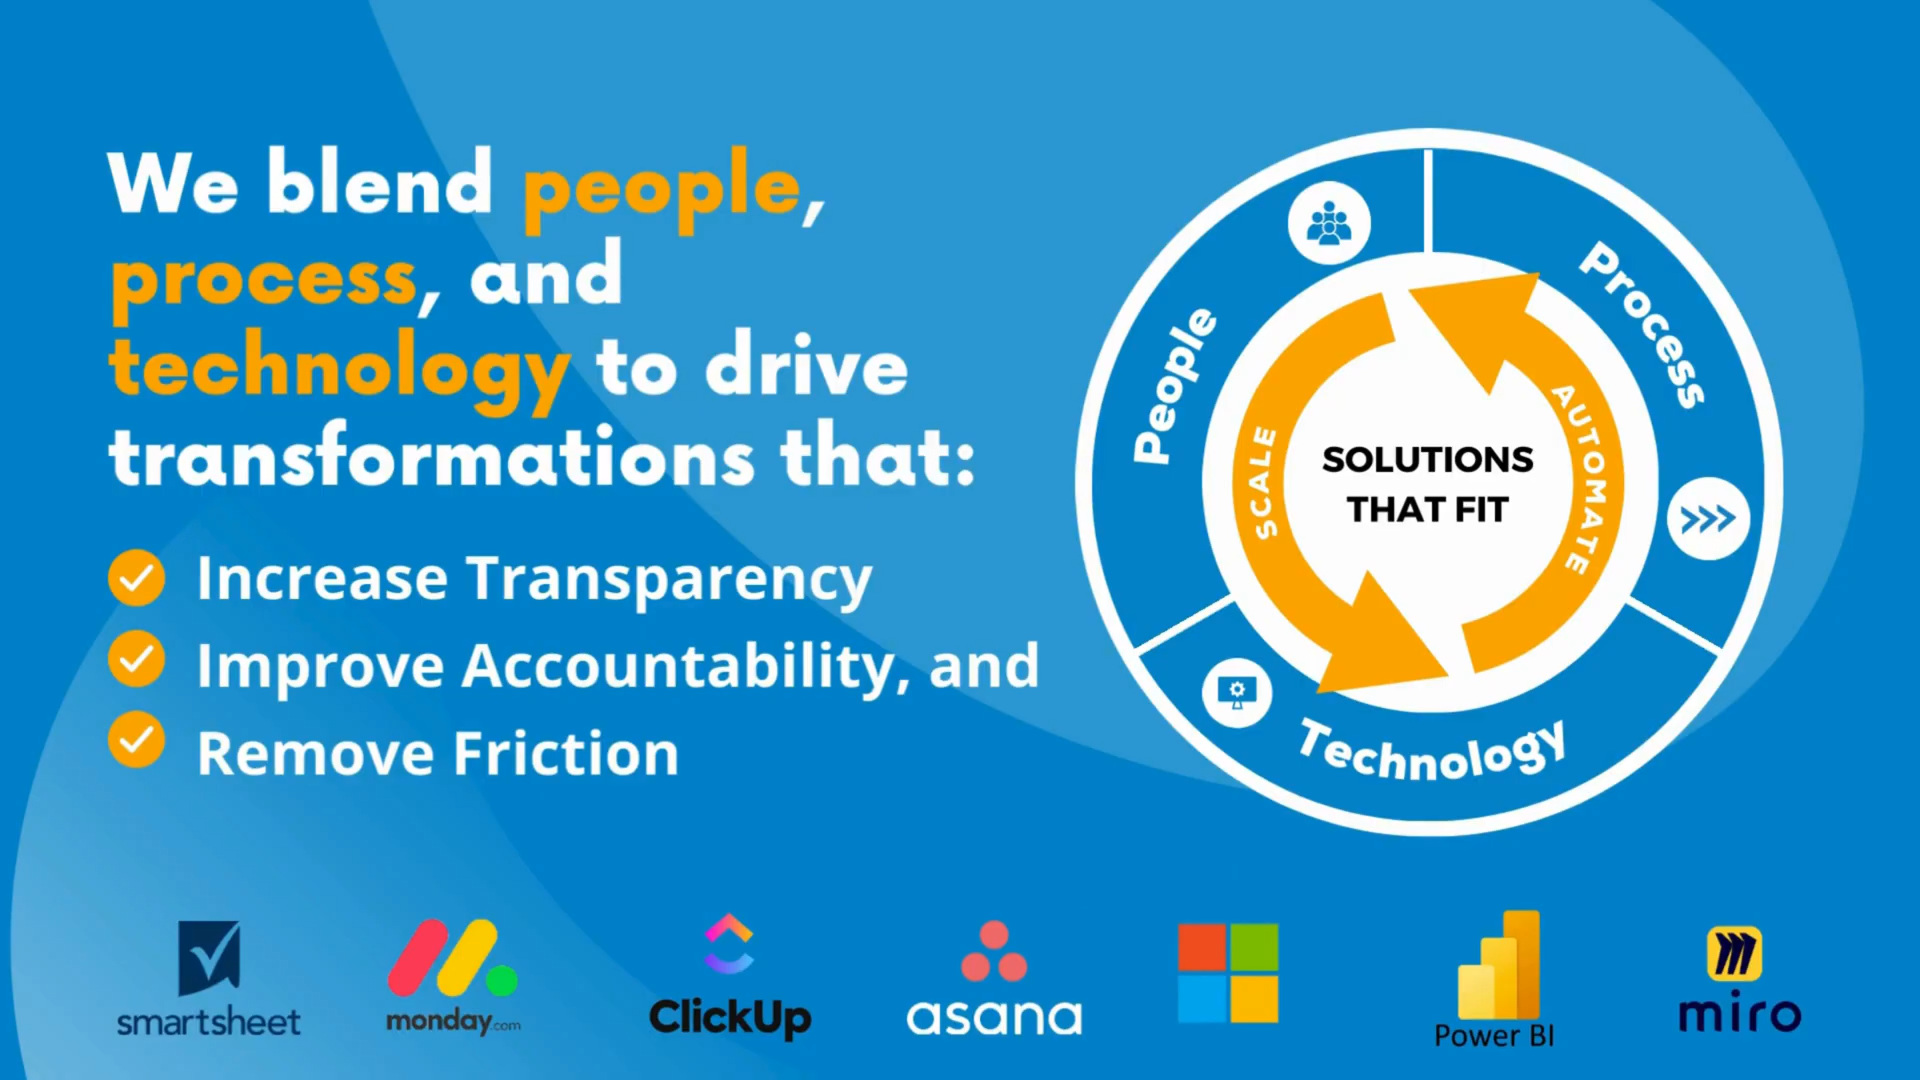 We blend people,
process, and
technology to drive
transformations that:
Increase Transparency
Improve Accountability, and
Remove Friction
People
Process
Technology
SCALE
AUTOMATE
SOLUTIONS
THAT FIT
smartsheet
monday.com
ClickUp
asana
Power BI
miro